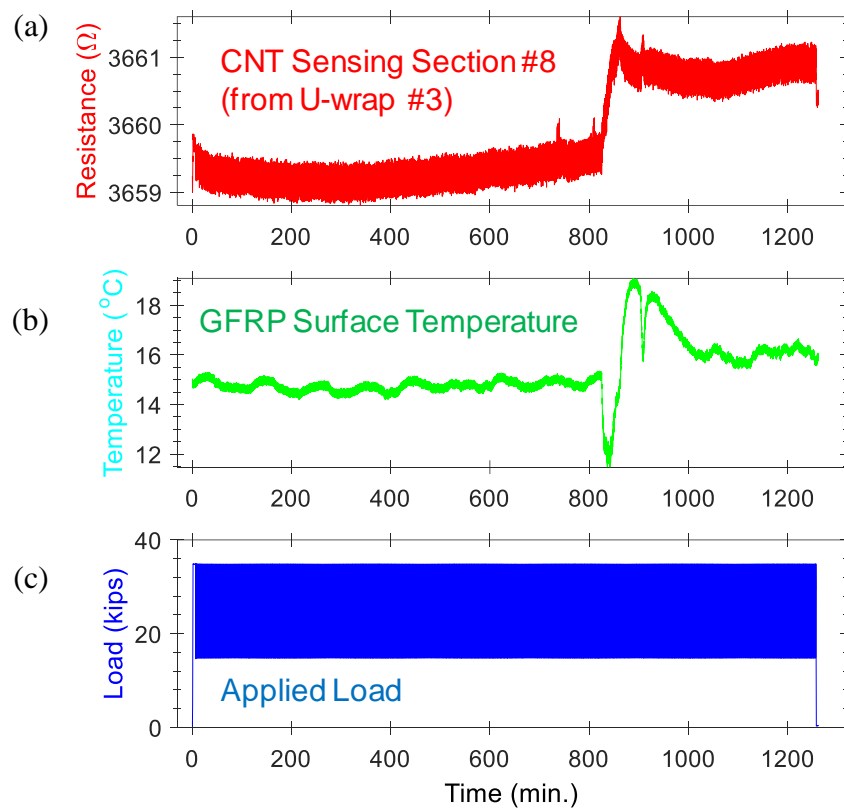 (a)
Resistance (Ω)
3661
3660
3659
CNT Sensing Section #8
(from U-wrap #3)
0 200 400 600 800 1000 1200
(b)
Temperature (°C)
18
16
14
12
GFRP Surface Temperature
0 200 400 600 800 1000 1200
(c)
Load (kips)
40
20
0
Applied Load
0 200 400 600 800 1000 1200
Time (min.)